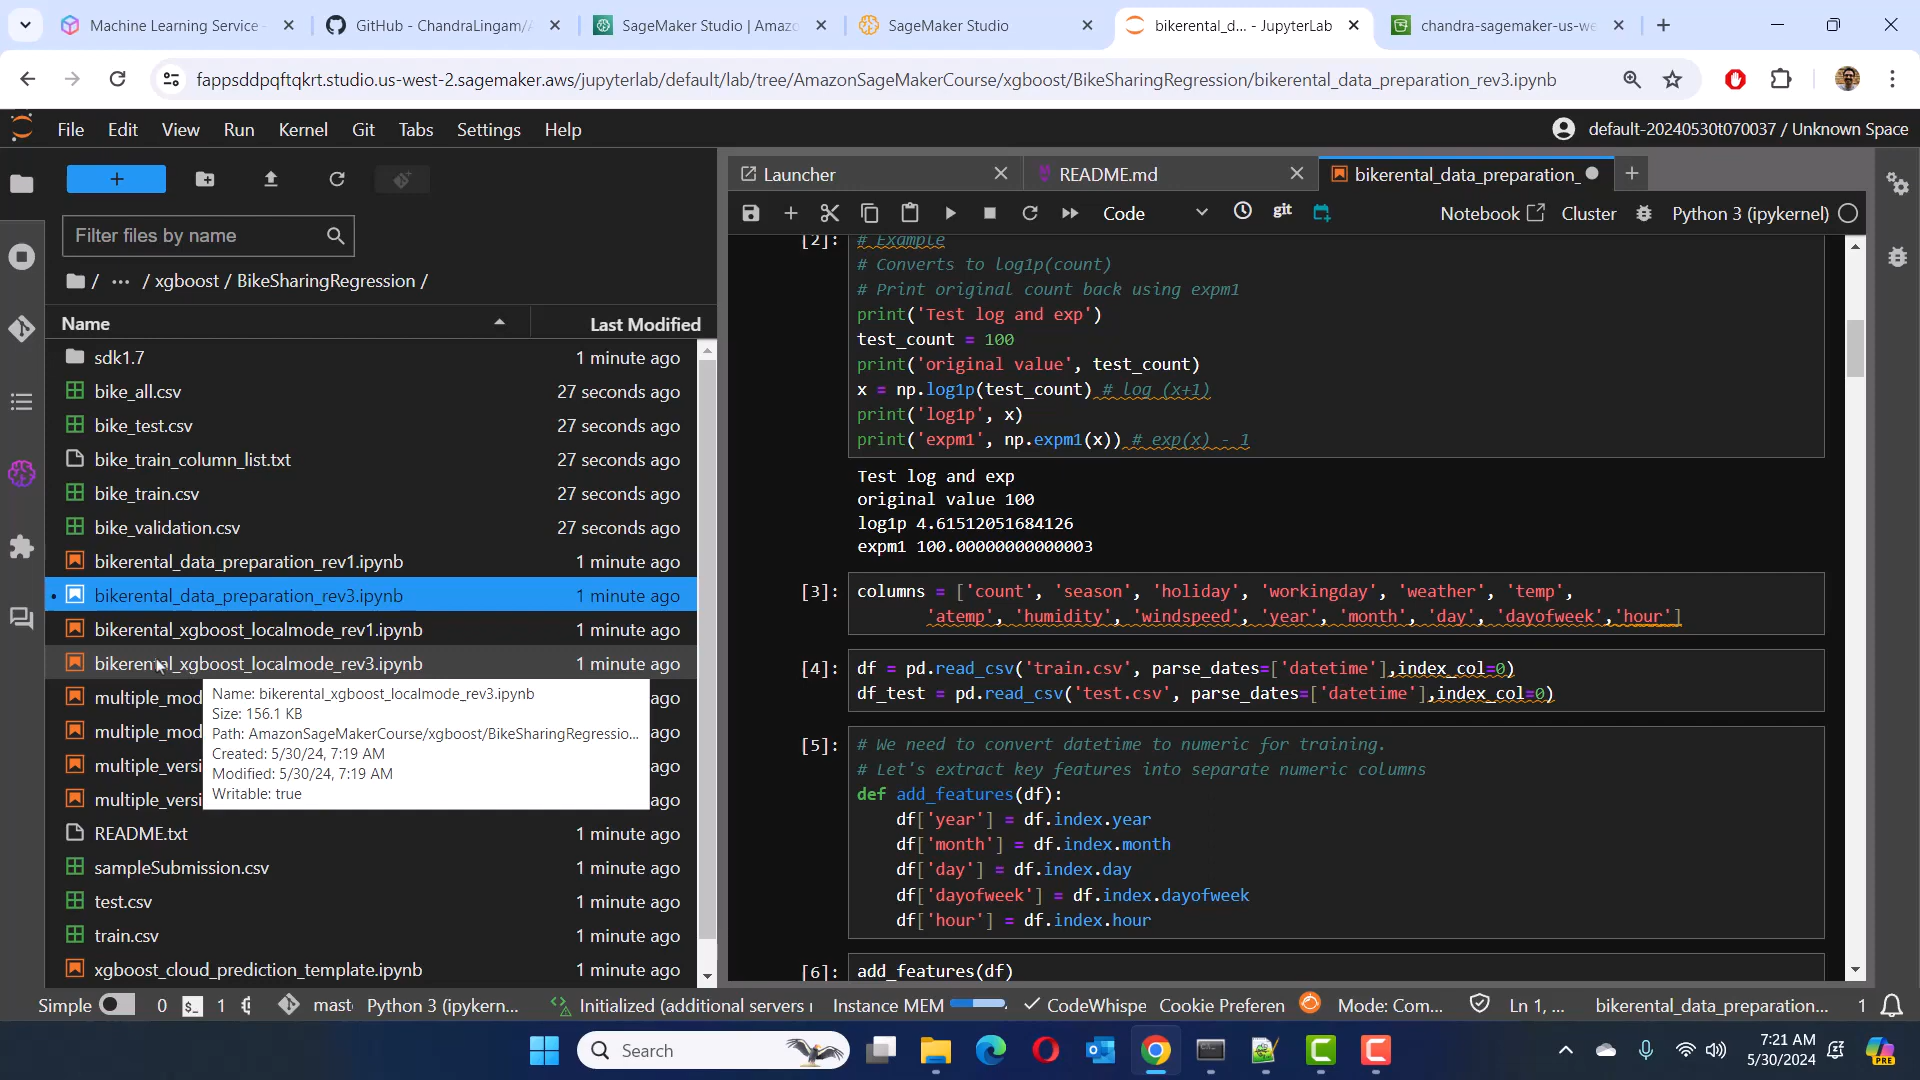 Machine Learning Service -
GitHub - ChandraLingam/A
SageMaker Studio | Amazo
SageMaker Studio
bikerental_d... - JupyterLab
chandra-sagemaker-us-we
fappsddpqftqkrt.studio.us-west-2.sagemaker.aws/jupyterlab/default/lab/tree/AmazonSageMakerCourse/xgboost/BikeSharingRegression/bikerental_data_preparation_rev3.ipynb
File Edit View Run Kernel Git Tabs Settings Help
default-20240530t070037 / Unknown Space
Filter files by name
/ ... / xgboost / BikeSharingRegression /
Name Last Modified
sdk1.7 1 minute ago
bike_all.csv 27 seconds ago
bike_test.csv 27 seconds ago
bike_train_column_list.txt 27 seconds ago
bike_train.csv 27 seconds ago
bike_validation.csv 27 seconds ago
bikerental_data_preparation_rev1.ipynb 1 minute ago
bikerental_data_preparation_rev3.ipynb 1 minute ago
bikerental_xgboost_localmode_rev1.ipynb 1 minute ago
bikerental_xgboost_localmode_rev3.ipynb 1 minute ago
multiple_mod ago
multiple_mod ago
multiple_versi ago
multiple_versi ago
README.txt 1 minute ago
sampleSubmission.csv 1 minute ago
test.csv 1 minute ago
train.csv 1 minute ago
xgboost_cloud_prediction_template.ipynb 1 minute ago
Name: bikerental_xgboost_localmode_rev3.ipynb
Size: 156.1 KB
Path: AmazonSageMakerCourse/xgboost/BikeSharingRegressio...
Created: 5/30/24, 7:19 AM
Modified: 5/30/24, 7:19 AM
Writable: true
Launcher
README.md
bikerental_data_preparation_
Code git Notebook Cluster Python 3 (ipykernel)
[2]: # Example
# Converts to log1p(count)
# Print original count back using expm1
print('Test log and exp')
test_count = 100
print('original value', test_count)
x = np.log1p(test_count) # log (x+1)
print('log1p', x)
print('expm1', np.expm1(x)) # exp(x) - 1
Test log and exp
original value 100
log1p 4.61512051684126
expm1 100.00000000000003
[3]: columns = ['count', 'season', 'holiday', 'workingday', 'weather', 'temp',
'atemp', 'humidity', 'windspeed', 'year', 'month', 'day', 'dayofweek','hour']
[4]: df = pd.read_csv('train.csv', parse_dates=['datetime'],index_col=0)
df_test = pd.read_csv('test.csv', parse_dates=['datetime'],index_col=0)
[5]: # We need to convert datetime to numeric for training.
# Let's extract key features into separate numeric columns
def add_features(df):
df['year'] = df.index.year
df['month'] = df.index.month
df['day'] = df.index.day
df['dayofweek'] = df.index.dayofweek
df['hour'] = df.index.hour
[6]: add_features(df)
Simple 0 $_ 1 maste Python 3 (ipykern... Initialized (additional servers Instance MEM CodeWhispe Cookie Preferen Mode: Com... Ln 1, ... bikerental_data_preparation... 1
Search
7:21 AM
5/30/2024
PRE